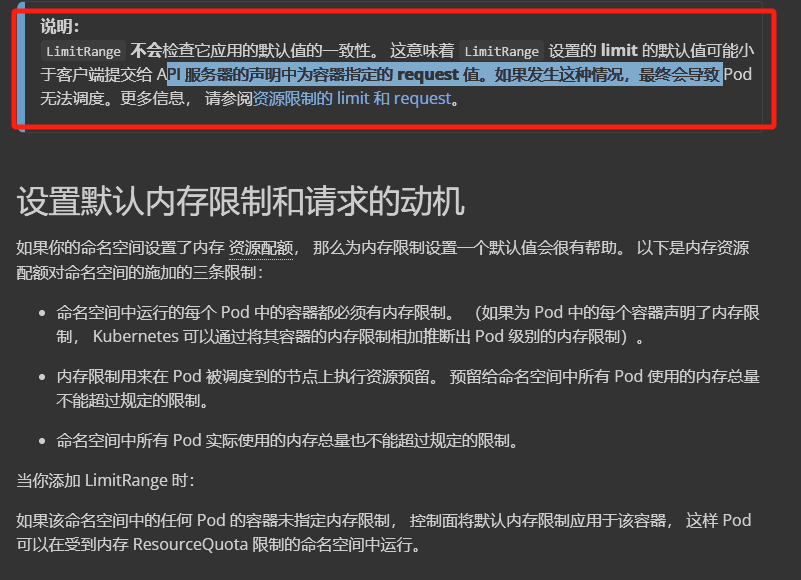 说明：
LimitRange 不会检查它应用的默认值的一致性。 这意味着 LimitRange 设置的 limit 的默认值可能小
于客户端提交给 API 服务器的声明中为容器指定的 request 值。如果发生这种情况，最终会导致 Pod
无法调度。更多信息， 请参阅资源限制的 limit 和 request。
设置默认内存限制和请求的动机
如果你的命名空间设置了内存 资源配额， 那么为内存限制设置一个默认值会很有帮助。 以下是内存资源
配额对命名空间的施加的三条限制：
• 命名空间中运行的每个 Pod 中的容器都必须有内存限制。 （如果为 Pod 中的每个容器声明了内存限
制， Kubernetes 可以通过将其容器的内存限制相加推断出 Pod 级别的内存限制）。
• 内存限制用来在 Pod 被调度到的节点上执行资源预留。 预留给命名空间中所有 Pod 使用的内存总量
不能超过规定的限制。
• 命名空间中所有 Pod 实际使用的内存总量也不能超过规定的限制。
当你添加 LimitRange 时：
如果该命名空间中的任何 Pod 的容器未指定内存限制， 控制面将默认内存限制应用于该容器， 这样 Pod
可以在受到内存 ResourceQuota 限制的命名空间中运行。